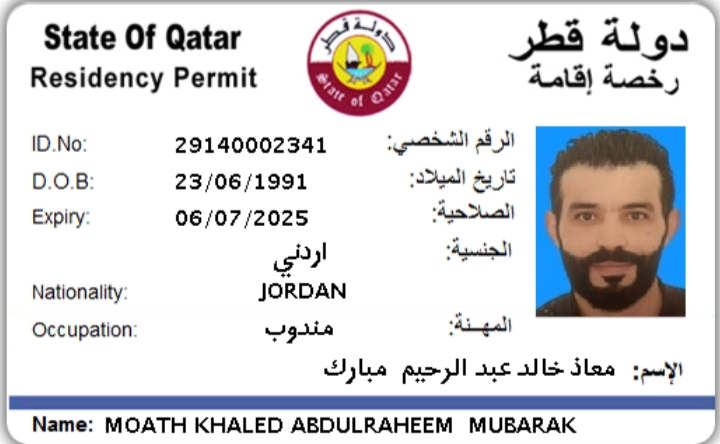 State Of Qatar دولة قطر
Residency Permit رخصة إقامة
دولة قطر
State of Qatar
ID.No: 29140002341 الرقم الشخصي:
D.O.B: 23/06/1991 تاريخ الميلاد:
Expiry: 06/07/2025 الصلاحية:
اردني الجنسية:
Nationality: JORDAN
Occupation: مندوب المهـنة:
الإسم: معاذ خالد عبد الرحيم مبارك
Name: MOATH KHALED ABDULRAHEEM MUBARAK